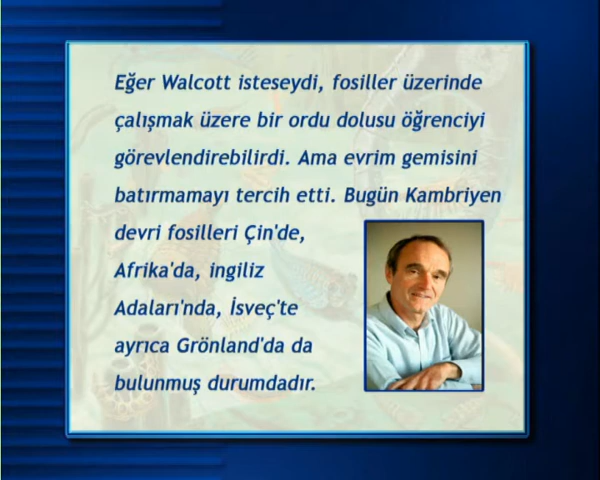 Eğer Walcott isteseydi, fosiller üzerinde
çalışmak üzere bir ordu dolusu öğrenciyi
görevlendirebilirdi. Ama evrim gemisini
batırmamayı tercih etti. Bugün Kambriyen
devri fosilleri Çin'de,
Afrika'da, ingiliz
Adaları'nda, İsveç'te
ayrıca Grönland'da da
bulunmuş durumdadır.